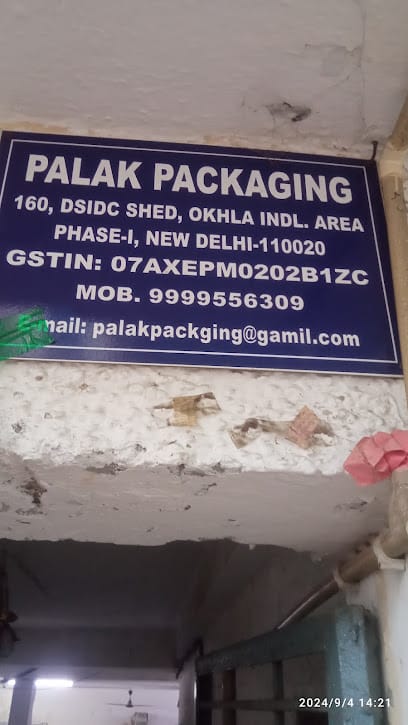 PALAK PACKAGING
160, DSIDC SHED, OKHLA INDL. AREA
PHASE-I, NEW DELHI-110020
GSTIN: 07AXEPM0202B1ZC
MOB. 9999556309
E-mail: palakpackging@gamil.com
2024/9/4 14:21